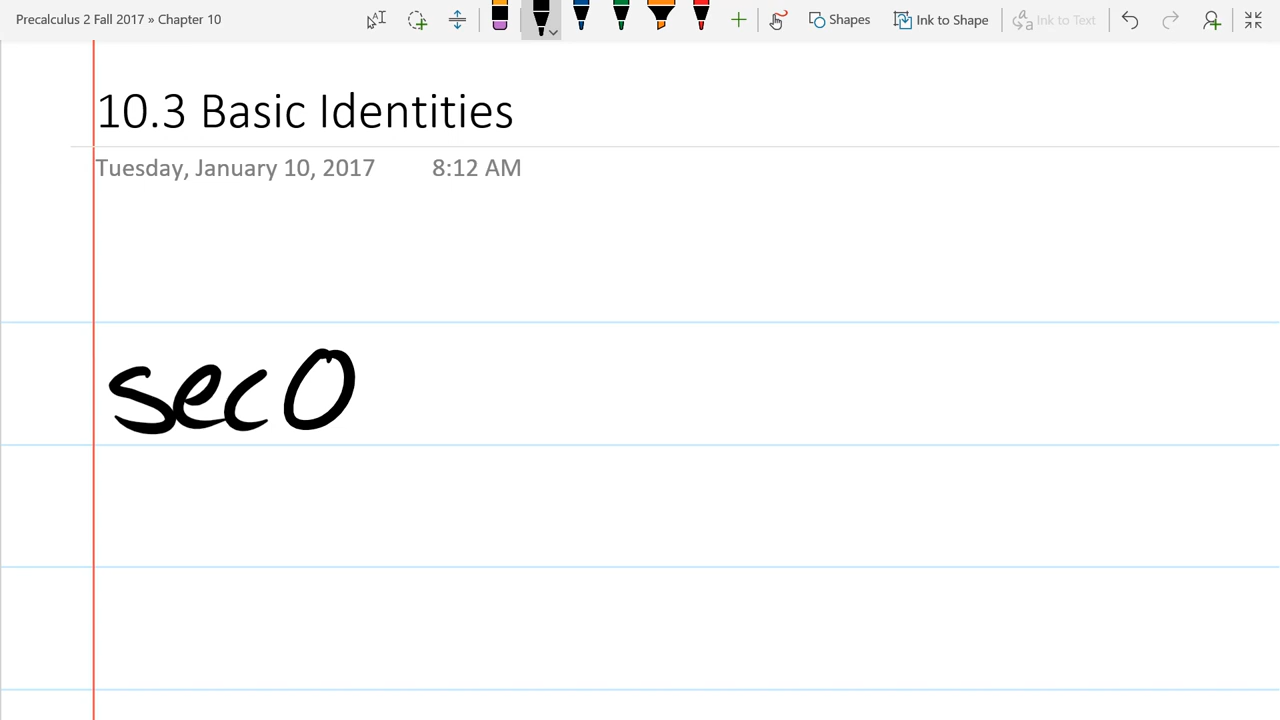 Precalculus 2 Fall 2017 » Chapter 10
Shapes
Ink to Shape
Ink to Text
10.3 Basic Identities
Tuesday, January 10, 2017 8:12 AM
sec0